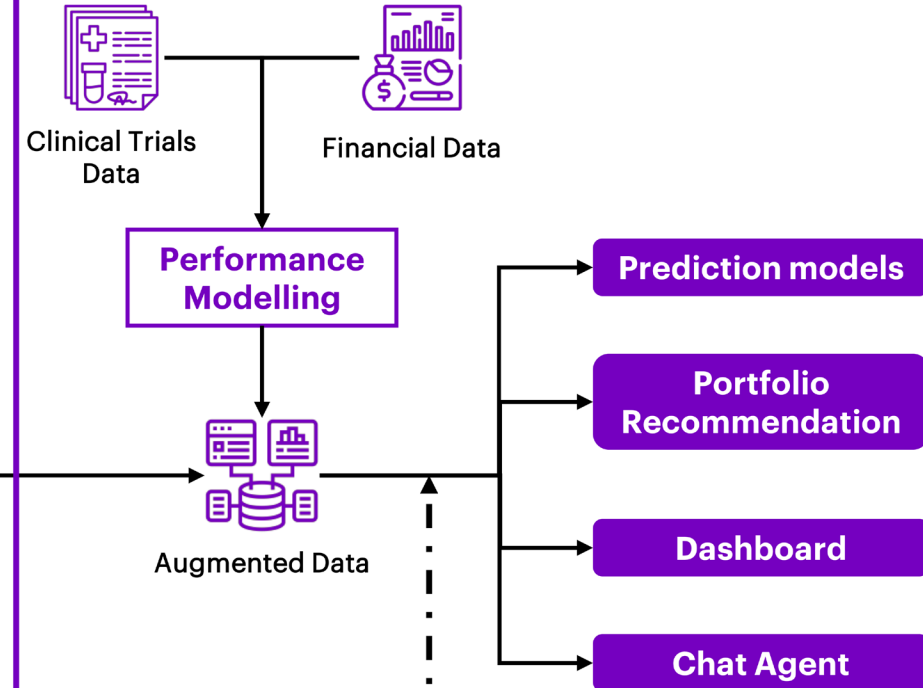 Clinical Trials
Data
Financial Data
Performance
Modelling
Prediction models
Portfolio
Recommendation
Augmented Data
Dashboard
Chat Agent